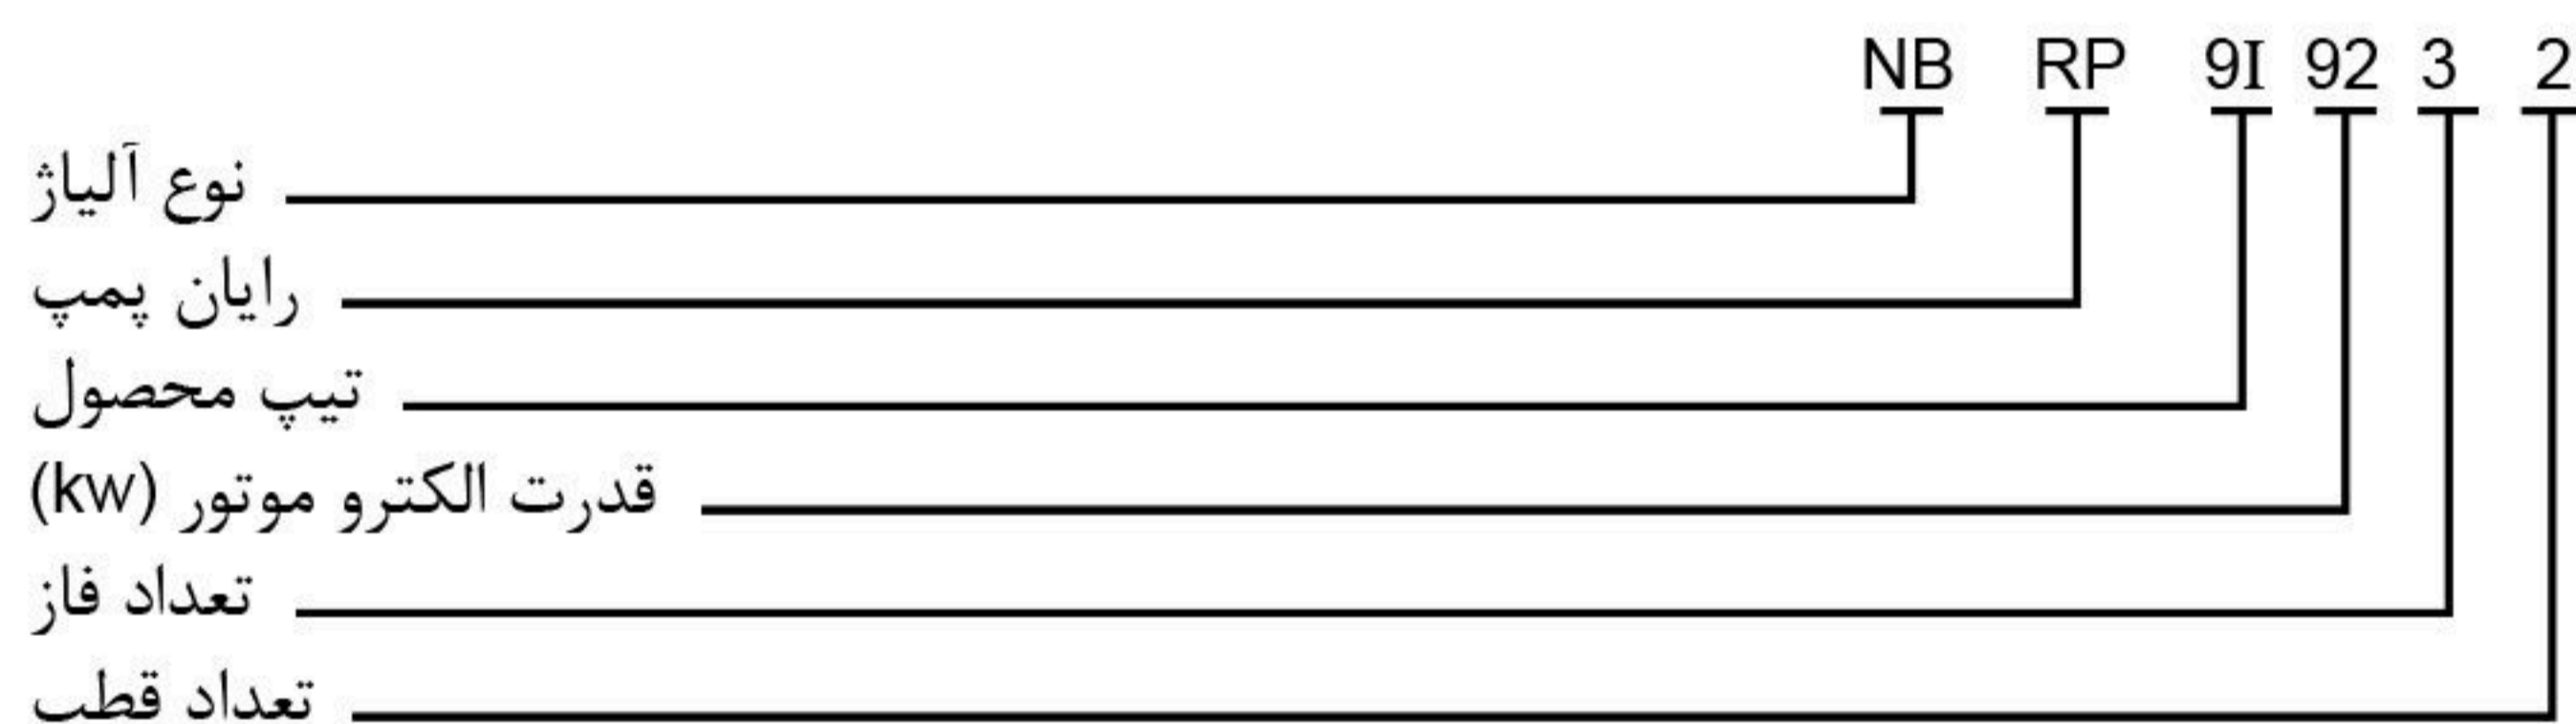 NB RP 9I 92 3 2
نوع آلیاژ
رایان پمپ
تیپ محصول
قدرت الکترو موتور (kw)
تعداد فاز
تعداد قطب